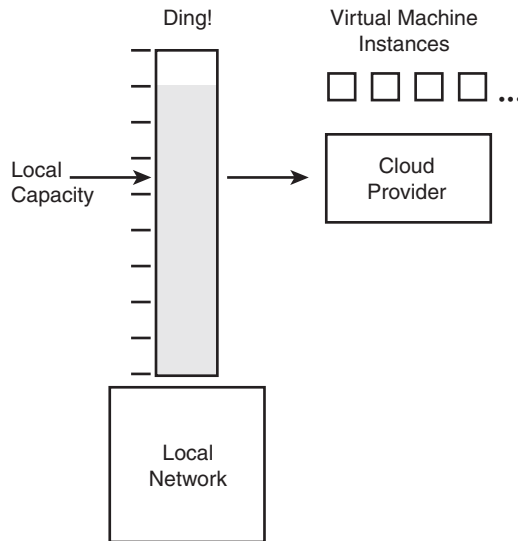 Ding!
Virtual Machine
Instances
...
Local
Capacity
Cloud
Provider
Local
Network